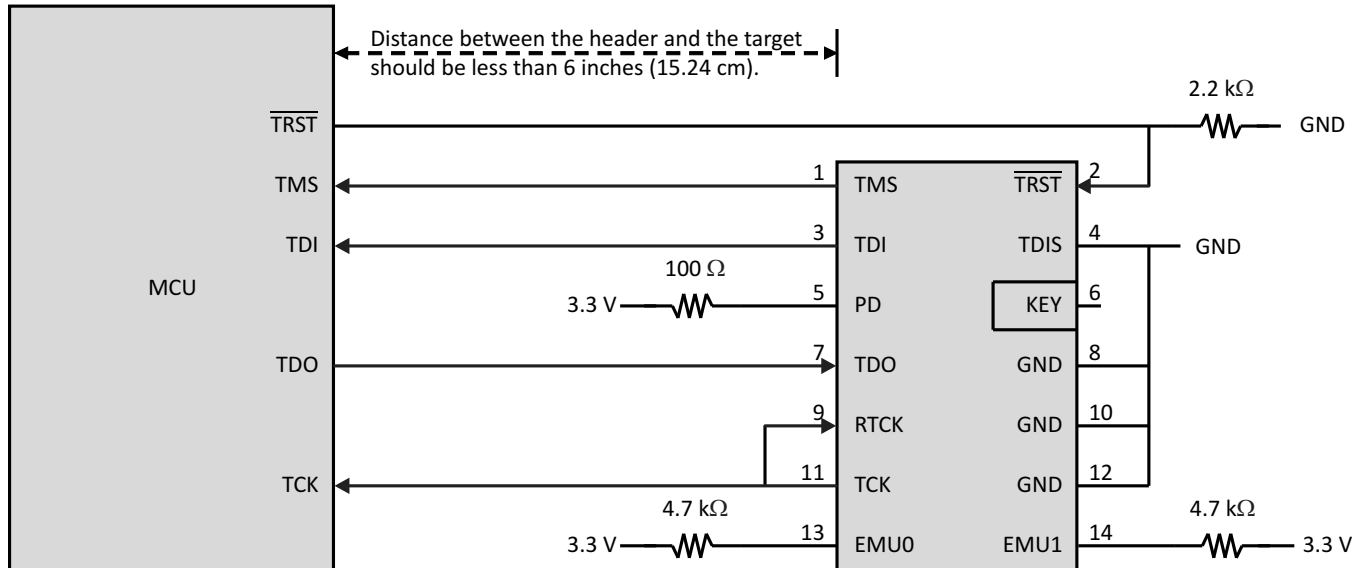 Distance between the header and the target
should be less than 6 inches (15.24 cm).
2.2 kΩ
TRST
GND
TMS
1
TMS
TRST
2
TDI
3
TDI
TDIS
4
GND
100 Ω
MCU
3.3 V
5
PD
KEY
6
TDO
7
TDO
GND
8
9
RTCK
GND
10
TCK
11
TCK
GND
12
4.7 kΩ
4.7 kΩ
3.3 V
13
EMU0
EMU1
14
3.3 V